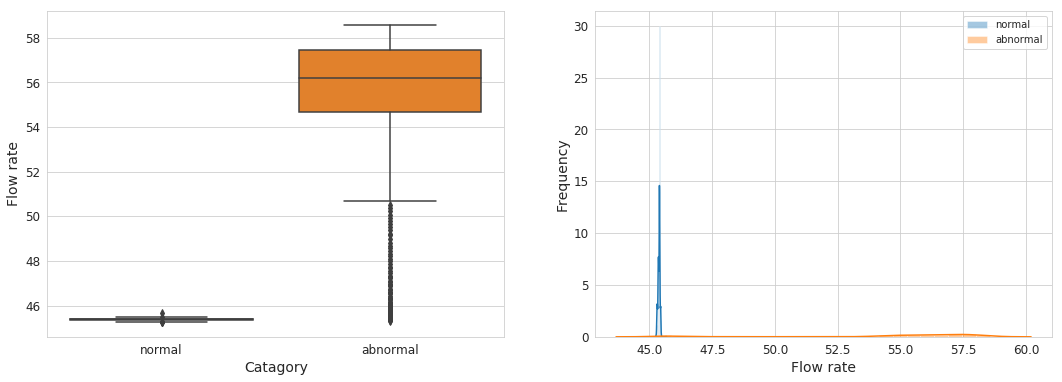 Flow rate
58
56
54
52
50
48
46
normal abnormal
Catagory
Frequency
30
25
20
15
10
5
0
normal
abnormal
45.0 47.5 50.0 52.5 55.0 57.5 60.0
Flow rate